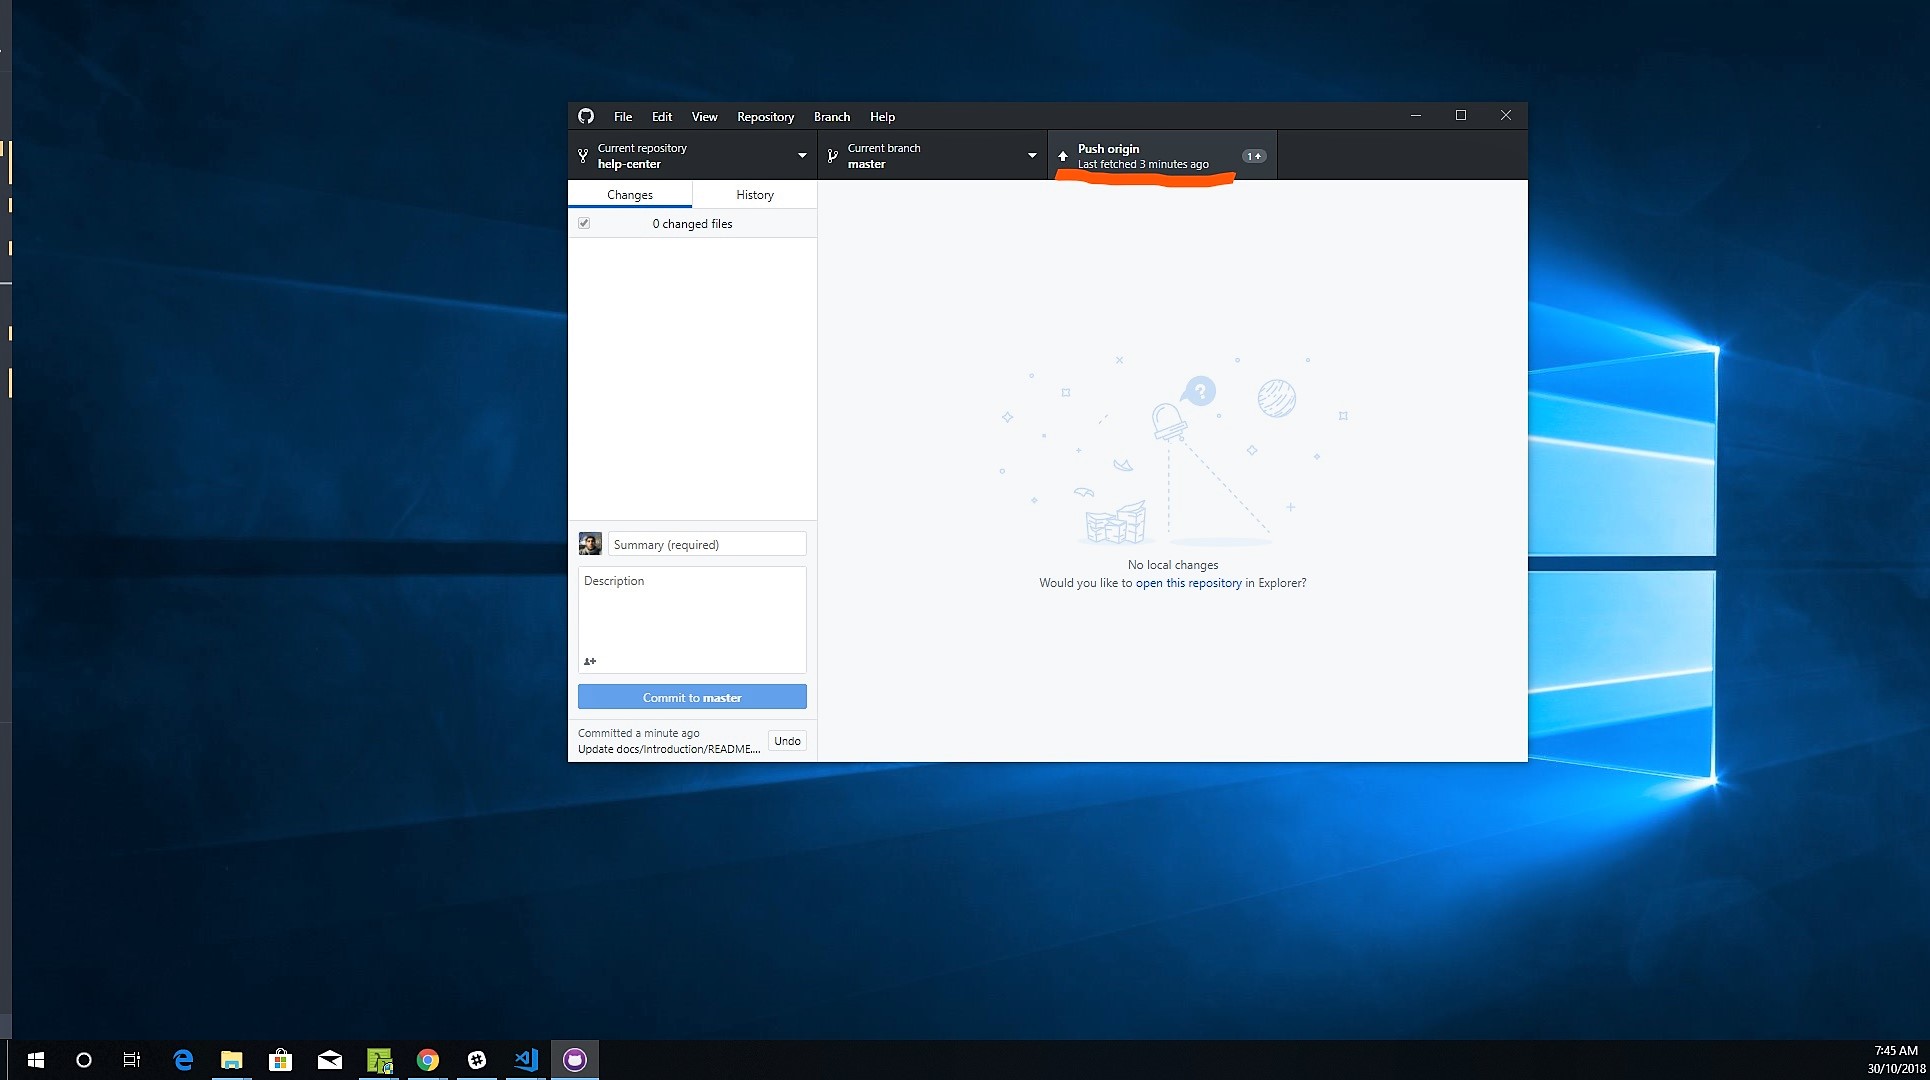 File Edit View Repository Branch Help
Current repository
help-center
Current branch
master
Push origin
Last fetched 3 minutes ago
1
Changes History
0 changed files
?
No local changes
Would you like to open this repository in Explorer?
Summary (required)
Description
Commit to master
Committed a minute ago
Update docs/Introduction/README....
Undo
7:45 AM
30/10/2018